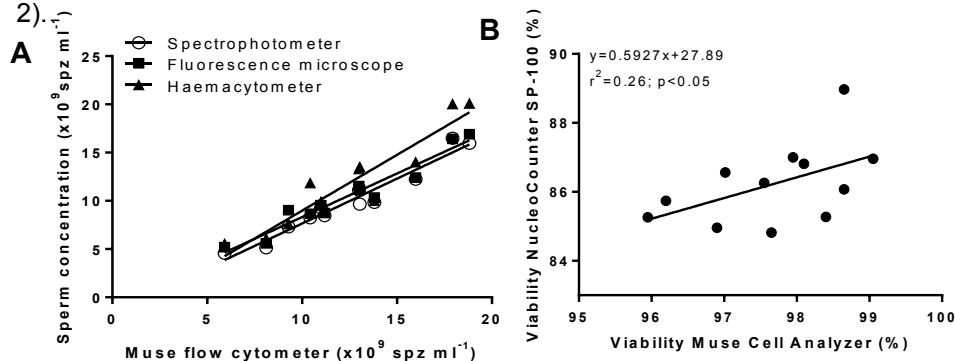 2).
A
Sperm concentration (x10⁹ spz ml⁻¹)
Spectrophotometer
Fluorescence microscope
Haemacytometer
25
20
15
10
5
0
0 5 10 15 20
Muse flow cytometer (x10⁹ spz ml⁻¹)
B
Viability NucleoCounter SP-100 (%)
y=0.5927x+27.89
r²=0.26; p<0.05
90
88
86
84
95 96 97 98 99 100
Viability Muse Cell Analyzer (%)